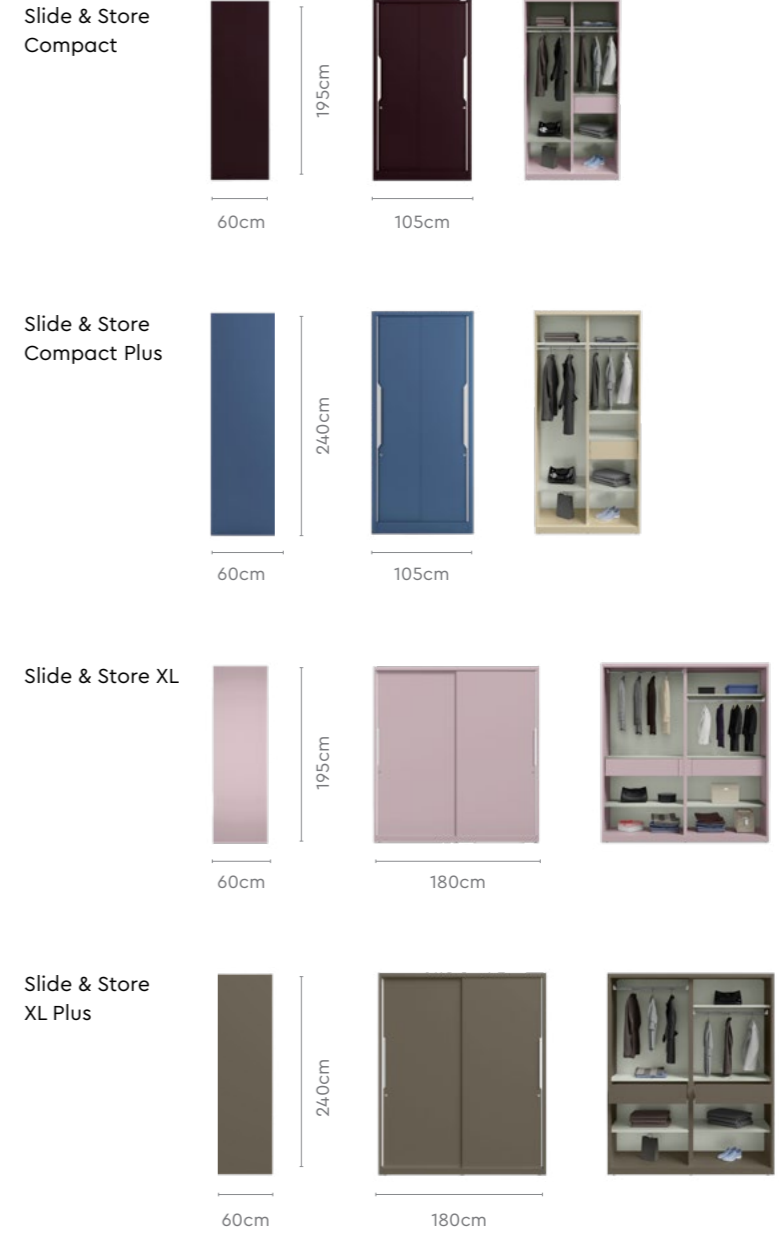 Slide & Store
Compact
195cm
60cm
105cm
Slide & Store
Compact Plus
240cm
60cm
105cm
Slide & Store XL
195cm
60cm
180cm
Slide & Store
XL Plus
240cm
60cm
180cm